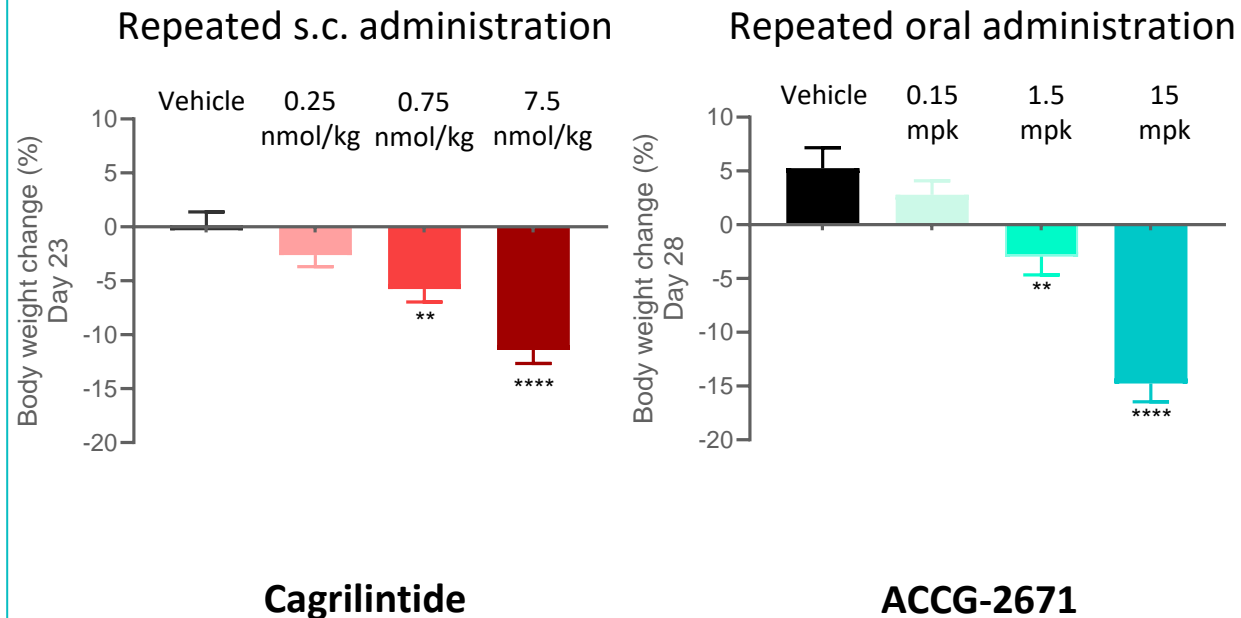 Repeated s.c. administration
Vehicle
0.25
nmol/kg
0.75
nmol/kg
7.5
nmol/kg
Body weight change (%)
Day 23
10
5
0
-5
-10
-15
-20
**
****
Cagrilintide
Repeated oral administration
Vehicle
0.15
mpk
1.5
mpk
15
mpk
Body weight change (%)
Day 28
10
5
0
-5
-10
-15
-20
**
****
ACCG-2671